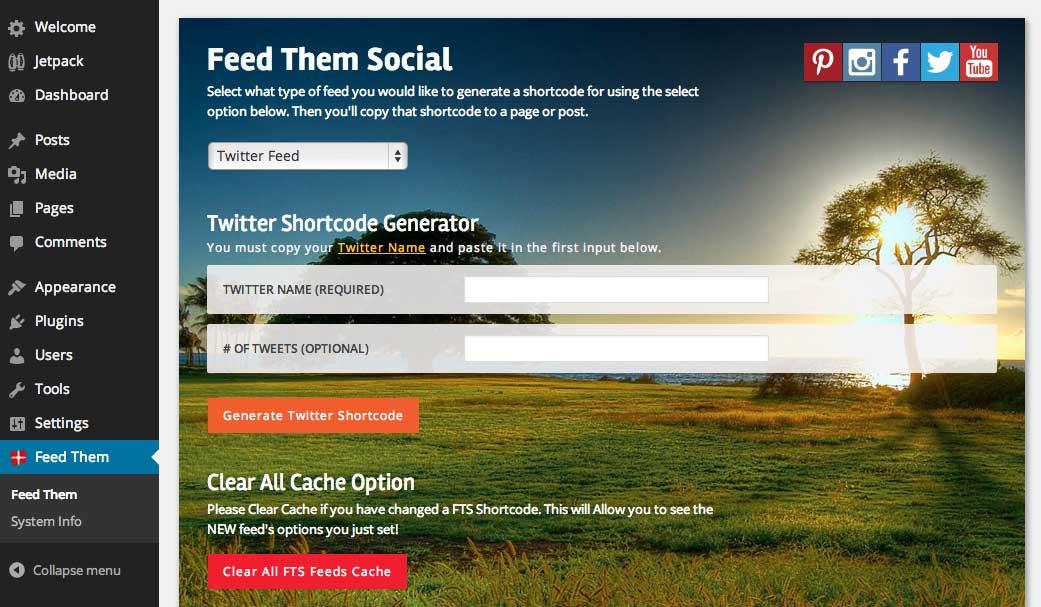 Welcome
Jetpack
Dashboard
Posts
Media
Pages
Comments
Appearance
Plugins
Users
Tools
Settings
Feed Them
Feed Them
System Info
Collapse menu
Feed Them Social
You
Tube
Select what type of feed you would like to generate a shortcode for using the select
option below. Then you'll copy that shortcode to a page or post.
Twitter Feed
Twitter Shortcode Generator
You must copy your Twitter Name and paste it in the first input below.
TWITTER NAME (REQUIRED)
# OF TWEETS (OPTIONAL)
Generate Twitter Shortcode
Clear All Cache Option
Please Clear Cache if you have changed a FTS Shortcode. This will Allow you to see the
NEW feed's options you just set!
Clear All FTS Feeds Cache